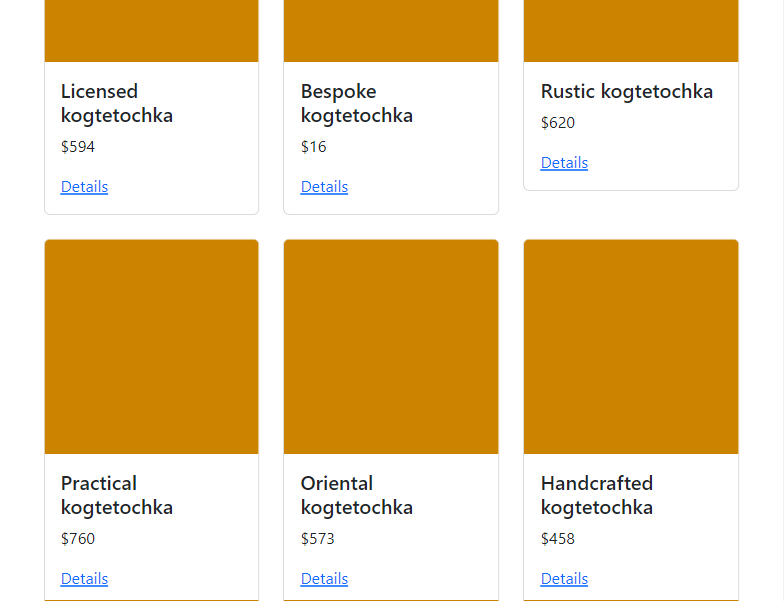 Licensed
kogtetochka
$594
Details
Bespoke
kogtetochka
$16
Details
Rustic kogtetochka
$620
Details
Practical
kogtetochka
$760
Details
Oriental
kogtetochka
$573
Details
Handcrafted
kogtetochka
$458
Details